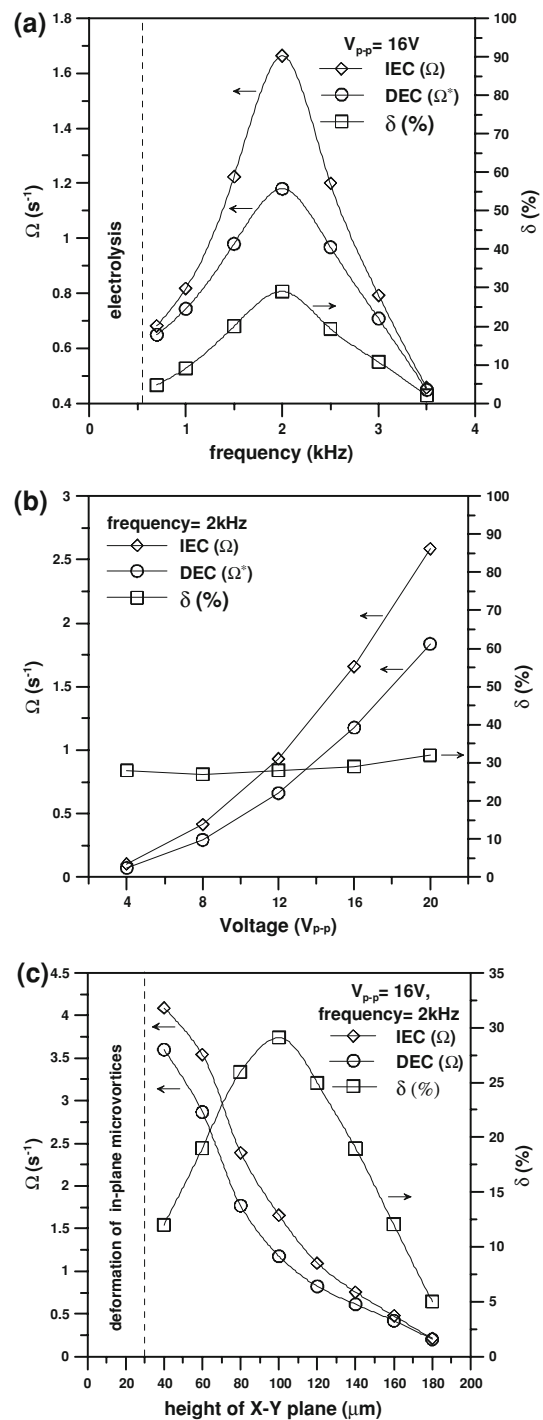 (a)
V_p-p= 16V
IEC (Ω)
DEC (Ω*)
δ (%)
1.8
1.6
1.4
1.2
1
0.8
0.6
0.4
Ω (s⁻¹)
electrolysis
100
90
80
70
60
50
40
30
20
10
0
δ (%)
0 1 2 3 4
frequency (kHz)
(b)
frequency= 2kHz
IEC (Ω)
DEC (Ω*)
δ (%)
3
2.5
2
1.5
1
0.5
0
Ω (s⁻¹)
100
90
80
70
60
50
40
30
20
10
0
δ (%)
4 8 12 16 20
Voltage (V_p-p)
(c)
V_p-p= 16V,
frequency= 2kHz
IEC (Ω)
DEC (Ω)
δ (%)
4.5
4
3.5
3
2.5
2
1.5
1
0.5
0
Ω (s⁻¹)
deformation of in-plane microvortices
35
30
25
20
15
10
5
0
δ (%)
0 20 40 60 80 100 120 140 160 180 200
height of X-Y plane (μm)